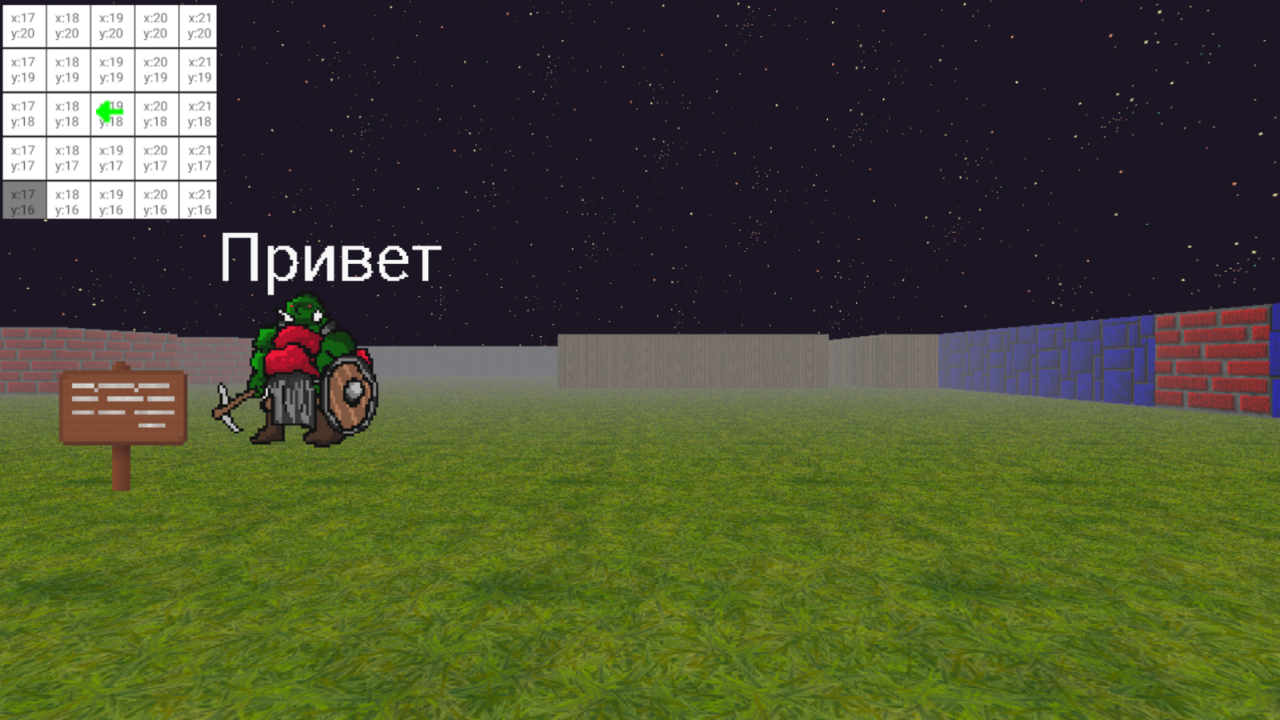 x:17 x:18 x:19 x:20 x:21
y:20 y:20 y:20 y:20 y:20
x:17 x:18 x:19 x:20 x:21
y:19 y:19 y:19 y:19 y:19
x:17 x:18 x:19 x:20 x:21
y:18 y:18 y:18 y:18 y:18
x:17 x:18 x:19 x:20 x:21
y:17 y:17 y:17 y:17 y:17
x:17 x:18 x:19 x:20 x:21
y:16 y:16 y:16 y:16 y:16
Привет